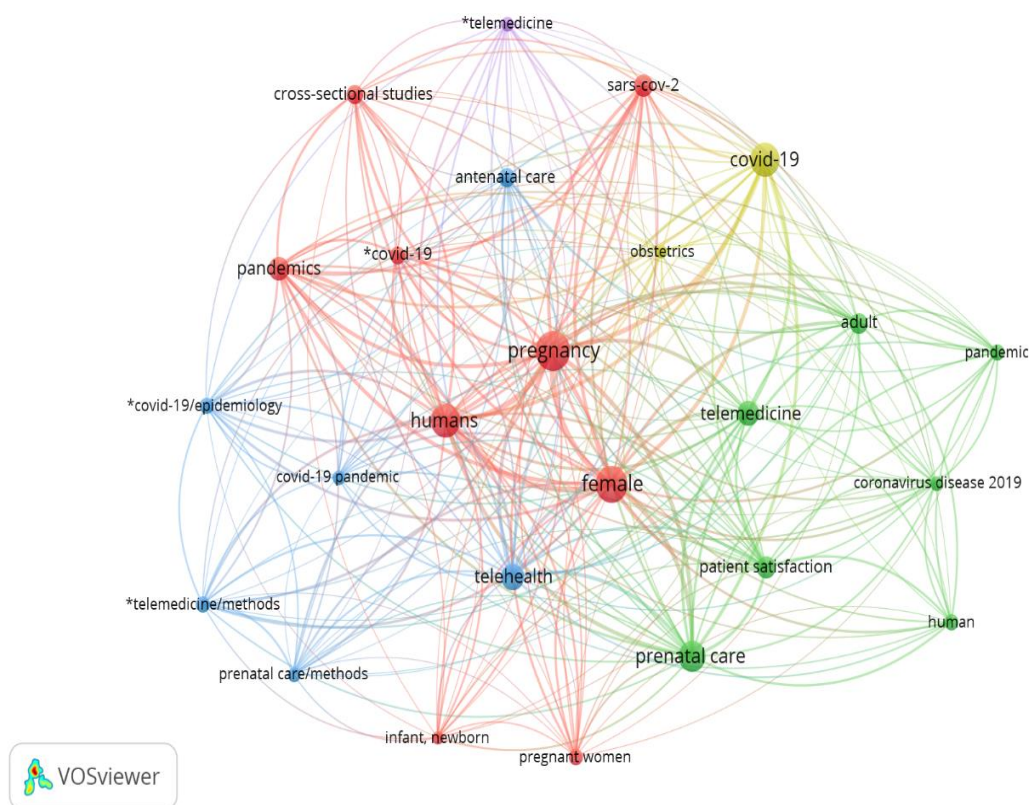 *telemedicine
sars-cov-2
cross-sectional studies
covid-19
antenatal care
obstetrics
*covid-19
pandemics
adult
pregnancy
pandemic
*covid-19/epidemiology
telemedicine
humans
covid-19 pandemic
coronavirus disease 2019
female
patient satisfaction
telehealth
*telemedicine/methods
human
prenatal care
prenatal care/methods
infant, newborn
pregnant women
VOSviewer